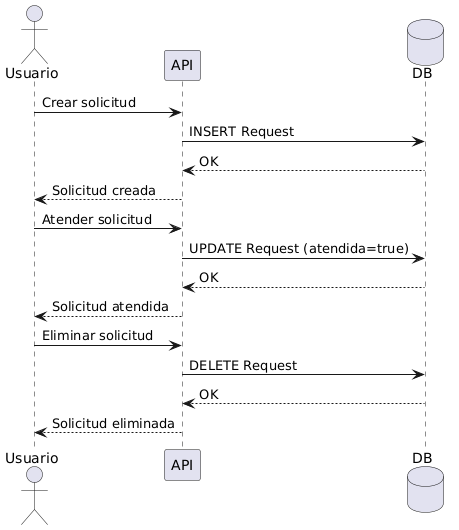 Usuario
API
DB
Crear solicitud
INSERT Request
OK
Solicitud creada
Atender solicitud
UPDATE Request (atendida=true)
OK
Solicitud atendida
Eliminar solicitud
DELETE Request
OK
Solicitud eliminada
Usuario
API
DB